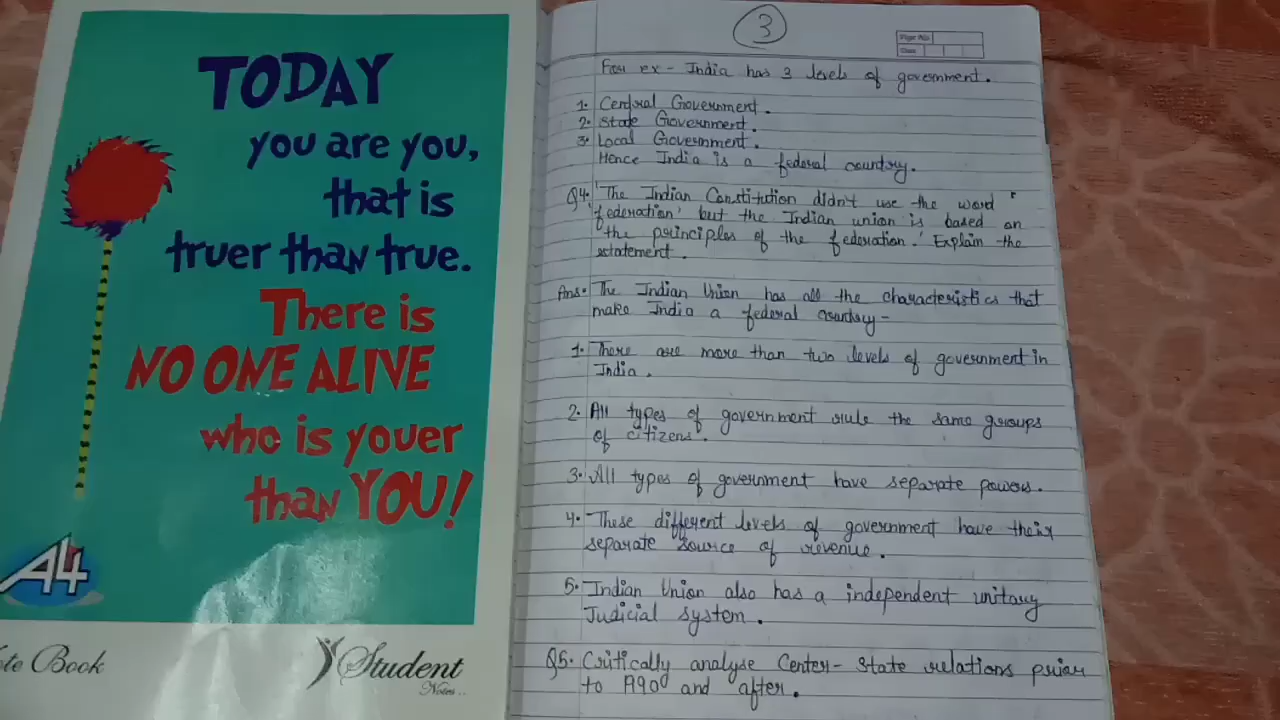 TODAY
you are you,
that is
truer than true.
There is
NO ONE ALIVE
who is youer
than YOU!
A4
te Book
Student
Notes..
3
Page No.
Date
For ex - India has 3 levels of government.
1. Central Government.
2. State Government.
3. Local Government.
Hence India is a federal country.
Q4. 'The Indian Constitution didn't use the word
'federation' but the Indian union is based on
the principles of the federation.' Explain the
statement.
Ans. The Indian Union has all the characteristics that
make India a federal country-
1. There are more than two levels of government in
India.
2. All types of government rule the same groups
of citizens.
3. All types of government have separate powers.
4. These different levels of government have their
separate source of revenue.
5. Indian Union also has a independent unitary
Judicial system.
Q5. Critically analyse Center- State relations prior
to 1990 and after.